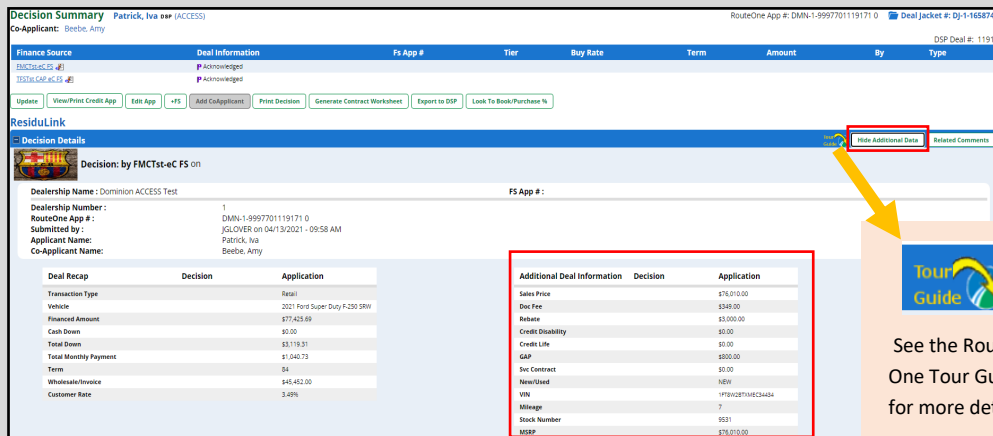 Decision Summary Patrick, Iva DSP (ACCESS) RouteOne App #: DMN-1-9997701119171 0 Deal Jacket #: DJ-1-165874
Co-Applicant: Beebe, Amy
DSP Deal #: 1191
Finance Source Deal Information Fs App # Tier Buy Rate Term Amount By Type
FMCTst-eC FS P Acknowledged
TFSTst CAP eC FS P Acknowledged
Update View/Print Credit App Edit App +FS Add CoApplicant Print Decision Generate Contract Worksheet Export to DSP Look To Book/Purchase %
ResiduLink
Decision Details Tour Guide Hide Additional Data Related Comments
Decision: by FMCTst-eC FS on
Dealership Name : Dominion ACCESS Test FS App # :
Dealership Number : 1
RouteOne App # : DMN-1-9997701119171 0
Submitted by : JGLOVER on 04/13/2021 - 09:58 AM
Applicant Name: Patrick, Iva
Co-Applicant Name: Beebe, Amy
Deal Recap Decision Application Additional Deal Information Decision Application
Transaction Type Retail Sales Price $76,010.00
Vehicle 2021 Ford Super Duty F-250 SRW Doc Fee $349.00
Financed Amount $77,425.69 Rebate $3,000.00
Cash Down $0.00 Credit Disability $0.00
Total Down $3,119.31 Credit Life $0.00
Total Monthly Payment $1,040.73 GAP $800.00
Term 84 Svc Contract $0.00
Wholesale/Invoice $45,452.00 New/Used NEW
Customer Rate 3.49% VIN 1FT8W2BTXMEC34434
Mileage 7
Stock Number 9531
MSRP $76,010.00
Tour
Guide
See the Rou
One Tour Gu
for more det